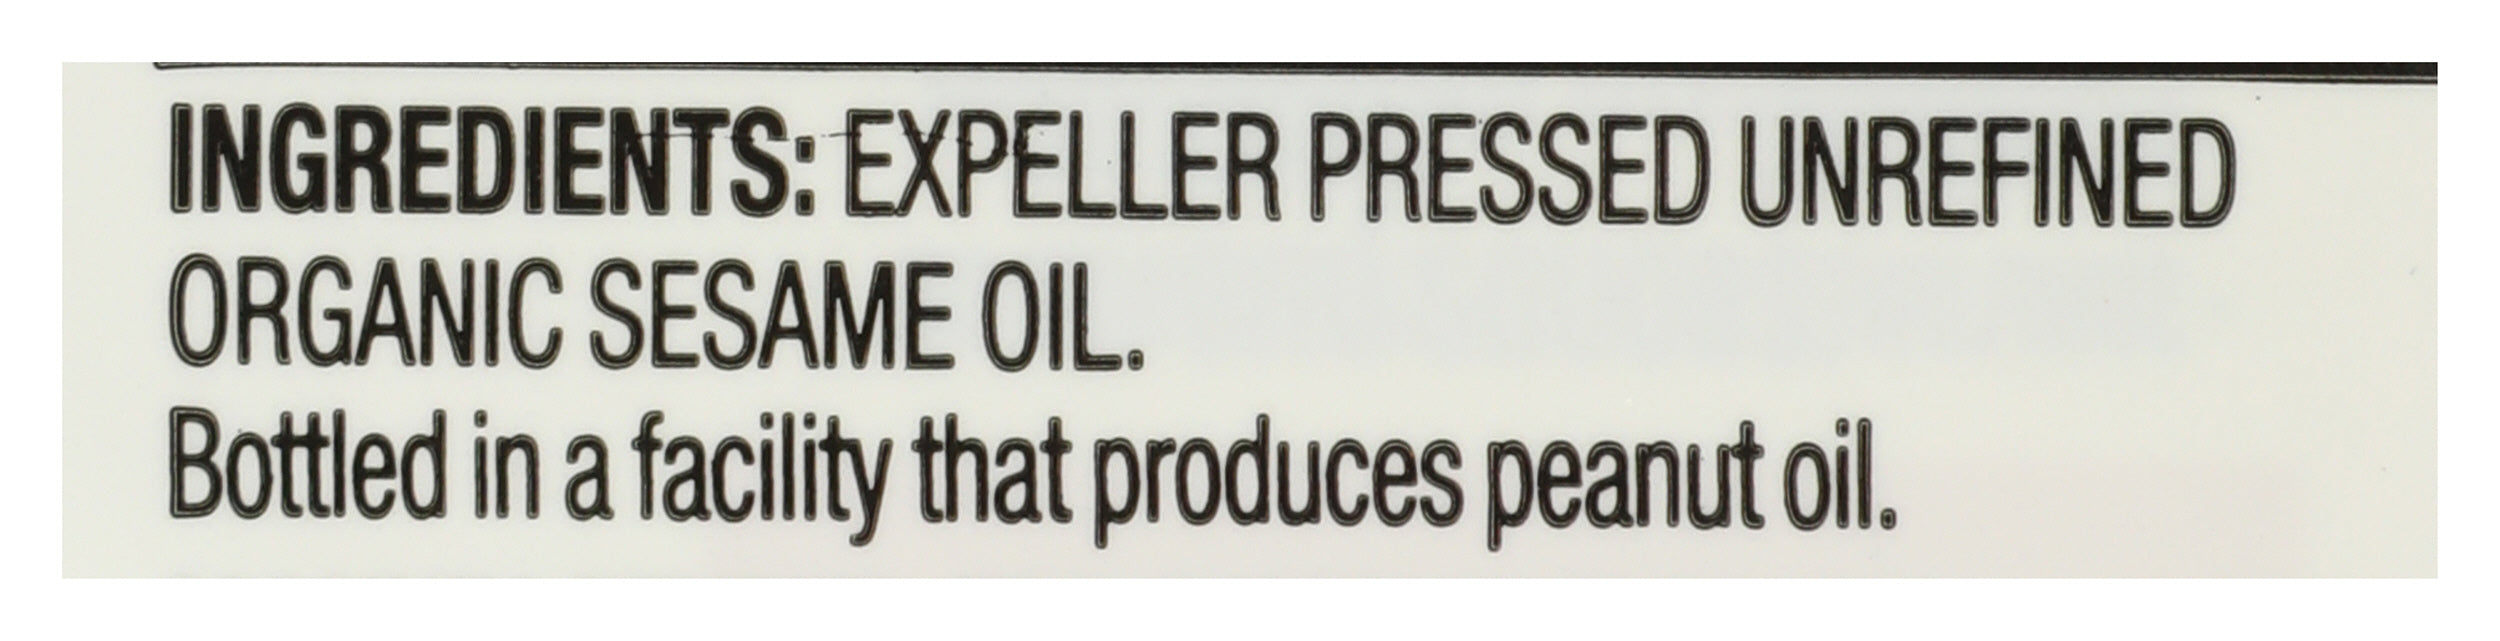 INGREDIENTS: EXPELLER PRESSED UNREFINED
ORGANIC SESAME OIL.
Bottled in a facility that produces peanut oil.